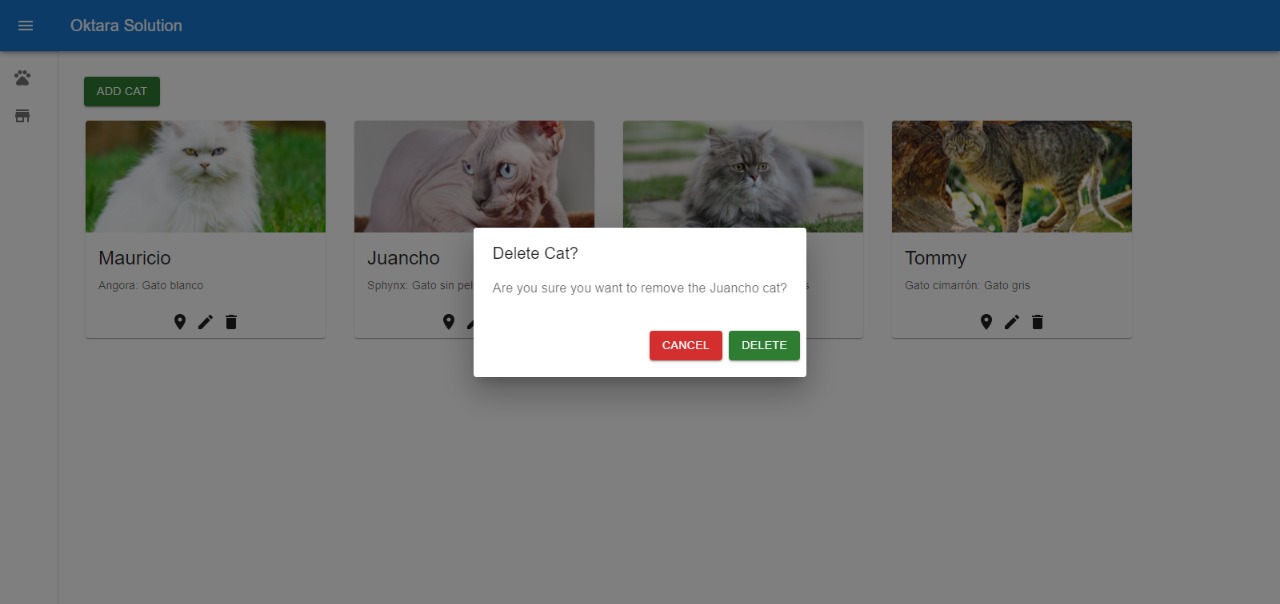 Oktara Solution
ADD CAT
Mauricio
Angora: Gato blanco
Juancho
Sphynx: Gato sin
Tommy
Gato cimarrón: Gato gris
Delete Cat?
Are you sure you want to remove the Juancho cat?
CANCEL
DELETE